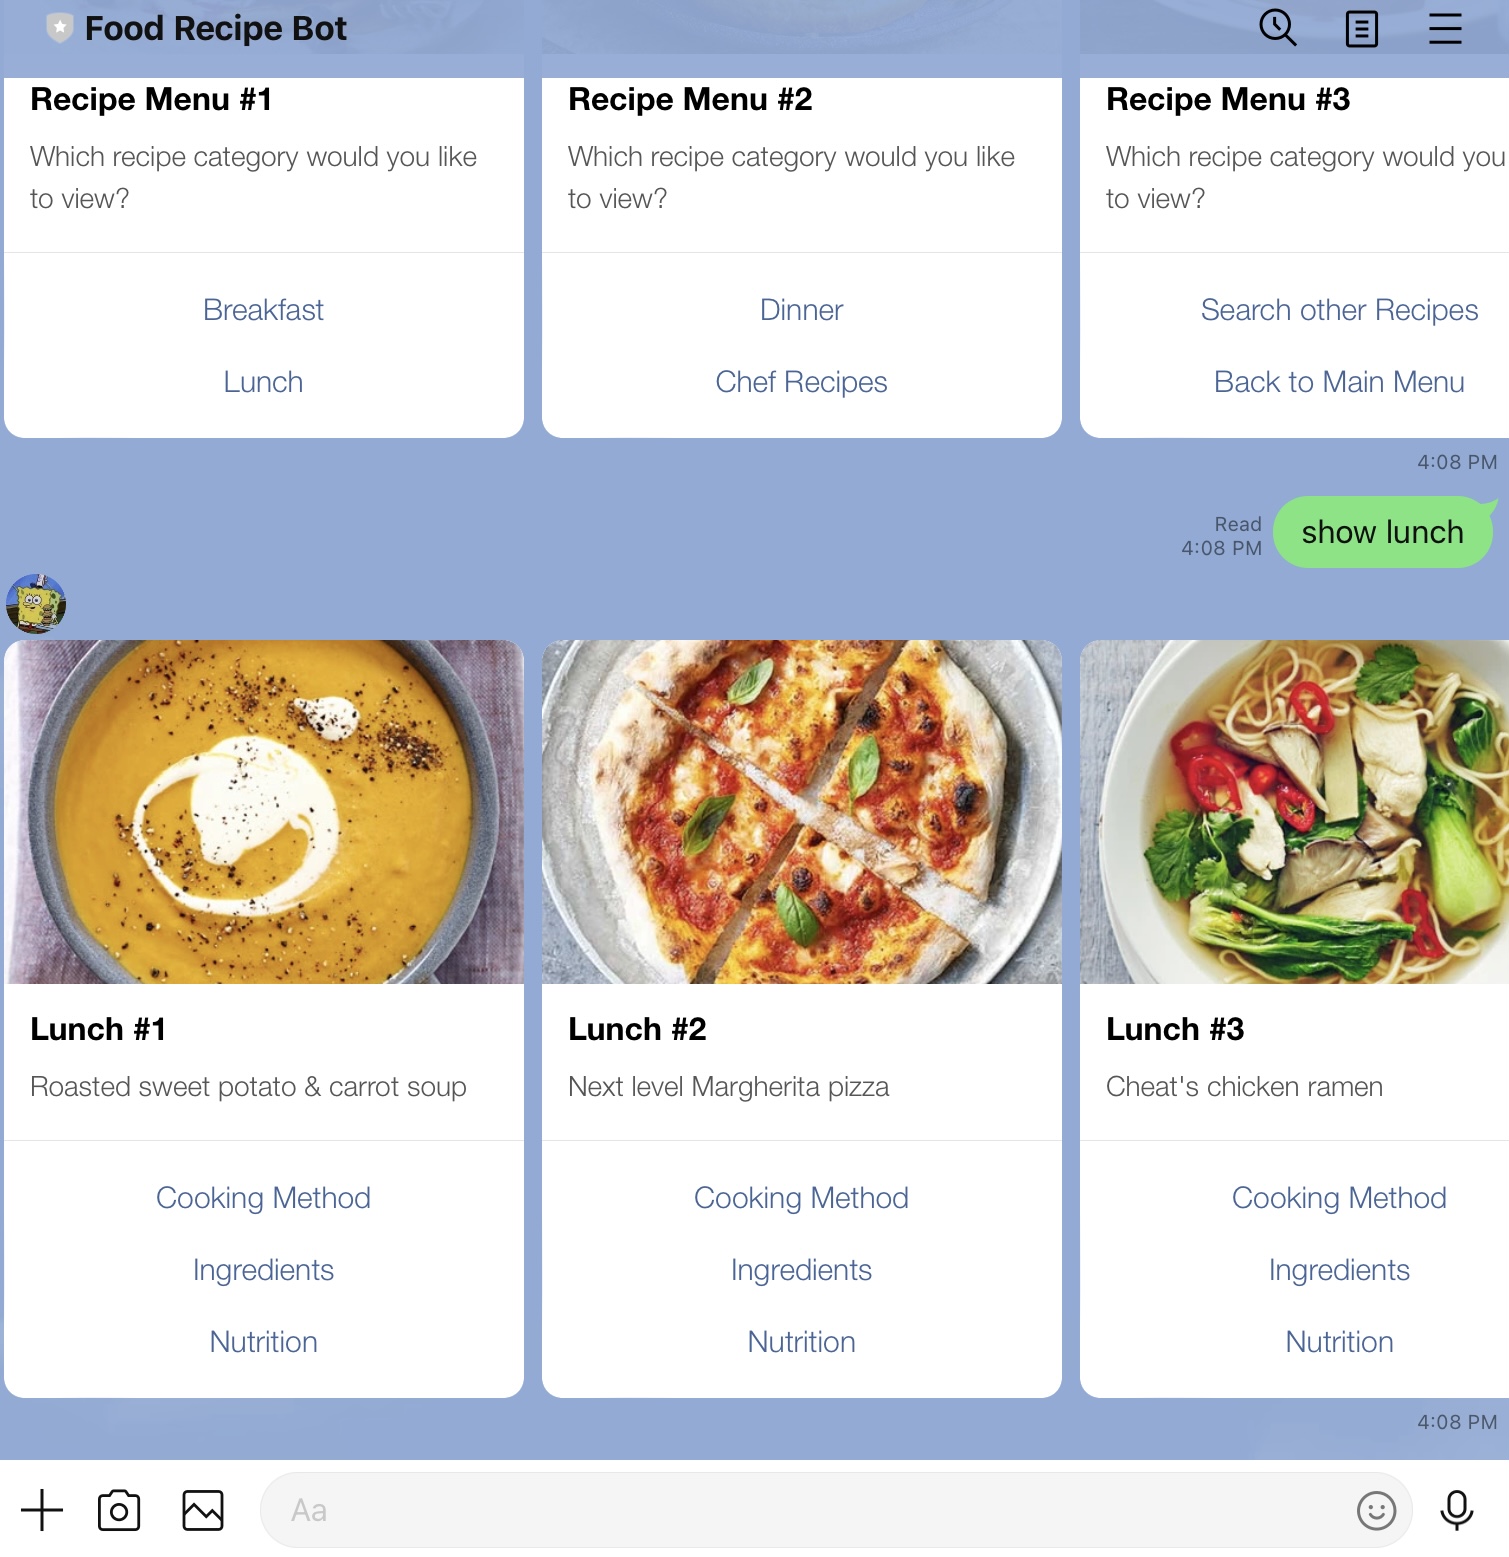 Food Recipe Bot
Recipe Menu #1
Which recipe category would you like
to view?
Breakfast
Lunch
Recipe Menu #2
Which recipe category would you like
to view?
Dinner
Chef Recipes
Recipe Menu #3
Which recipe category would you
to view?
Search other Recipes
Back to Main Menu
4:08 PM
Read
4:08 PM
show lunch
Lunch #1
Roasted sweet potato & carrot soup
Cooking Method
Ingredients
Nutrition
Lunch #2
Next level Margherita pizza
Cooking Method
Ingredients
Nutrition
Lunch #3
Cheat's chicken ramen
Cooking Method
Ingredients
Nutrition
4:08 PM
Aa